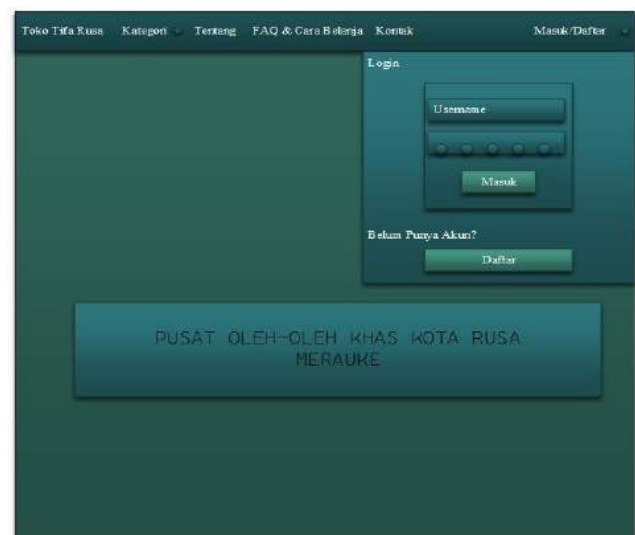 Toko Tifa Rusa Kategori Tentang FAQ & Cara Belanja Kontak Masuk/Daftar
Login
Username
Masuk
Belum Punya Akun?
Daftar
PUSAT OLEH-OLEH KHAS KOTA RUSA
MERAUKE